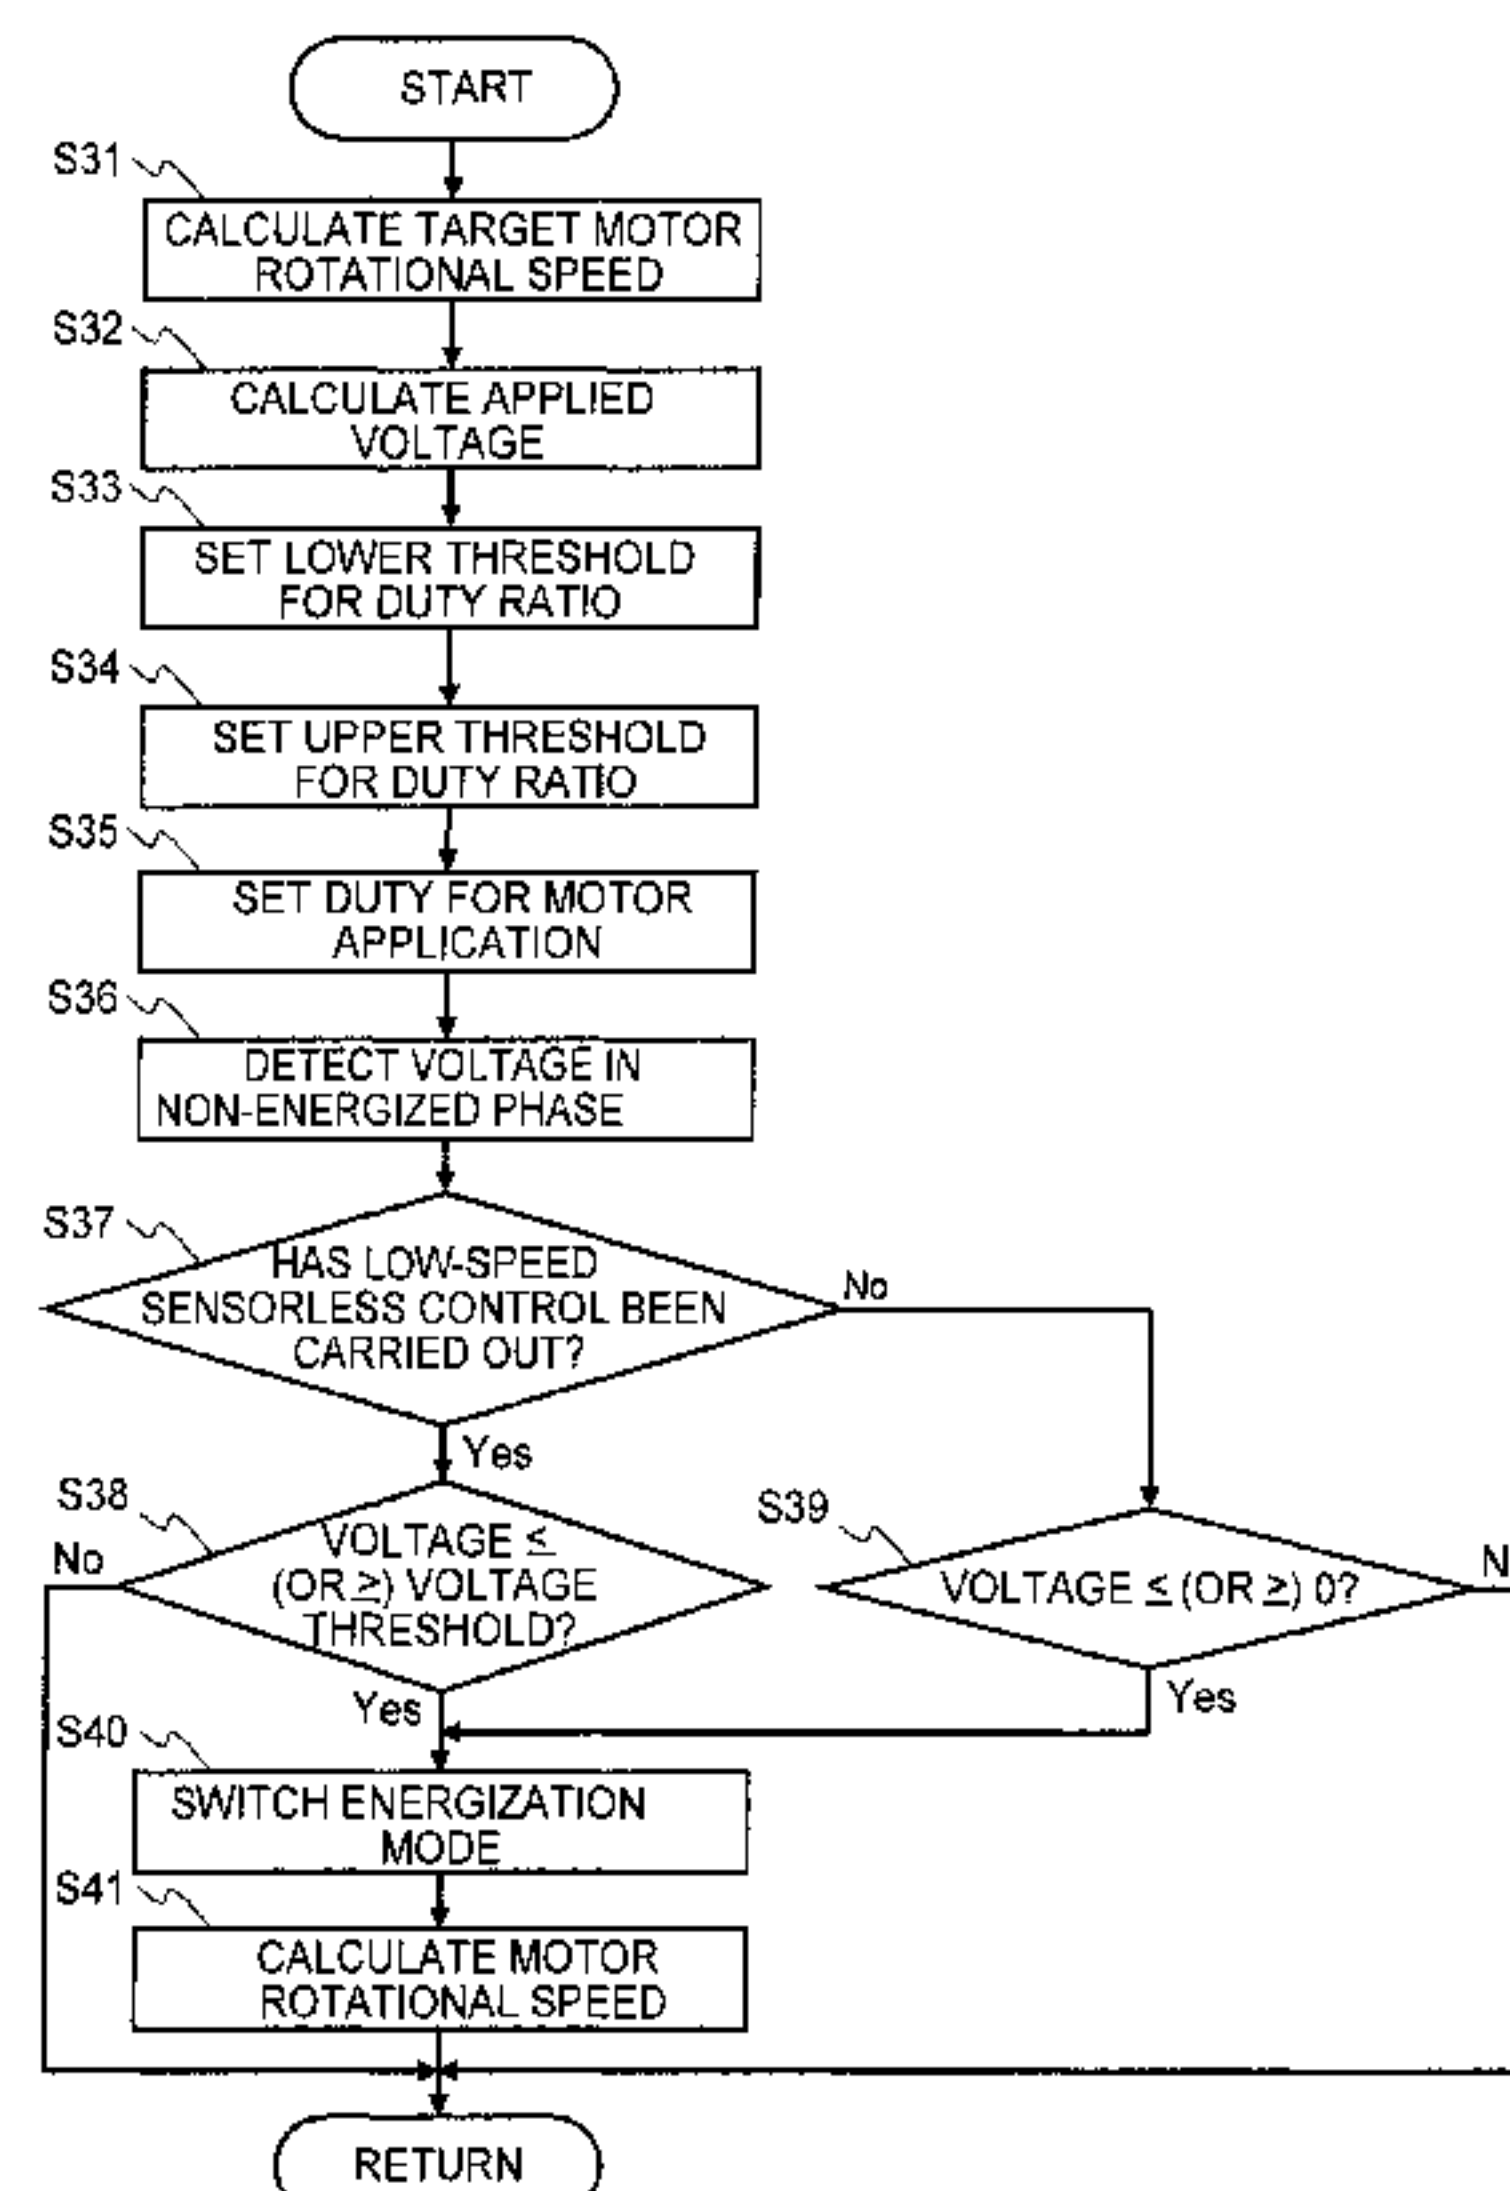 START
S31
CALCULATE TARGET MOTOR
ROTATIONAL SPEED
S32
CALCULATE APPLIED
VOLTAGE
S33
SET LOWER THRESHOLD
FOR DUTY RATIO
S34
SET UPPER THRESHOLD
FOR DUTY RATIO
S35
SET DUTY FOR MOTOR
APPLICATION
S36
DETECT VOLTAGE IN
NON-ENERGIZED PHASE
S37
HAS LOW-SPEED
SENSORLESS CONTROL BEEN
CARRIED OUT?
No
Yes
S38
VOLTAGE ≤
(OR ≥) VOLTAGE
THRESHOLD?
No
Yes
S39
VOLTAGE ≤ (OR ≥) 0?
Yes
S40
SWITCH ENERGIZATION
MODE
S41
CALCULATE MOTOR
ROTATIONAL SPEED
RETURN